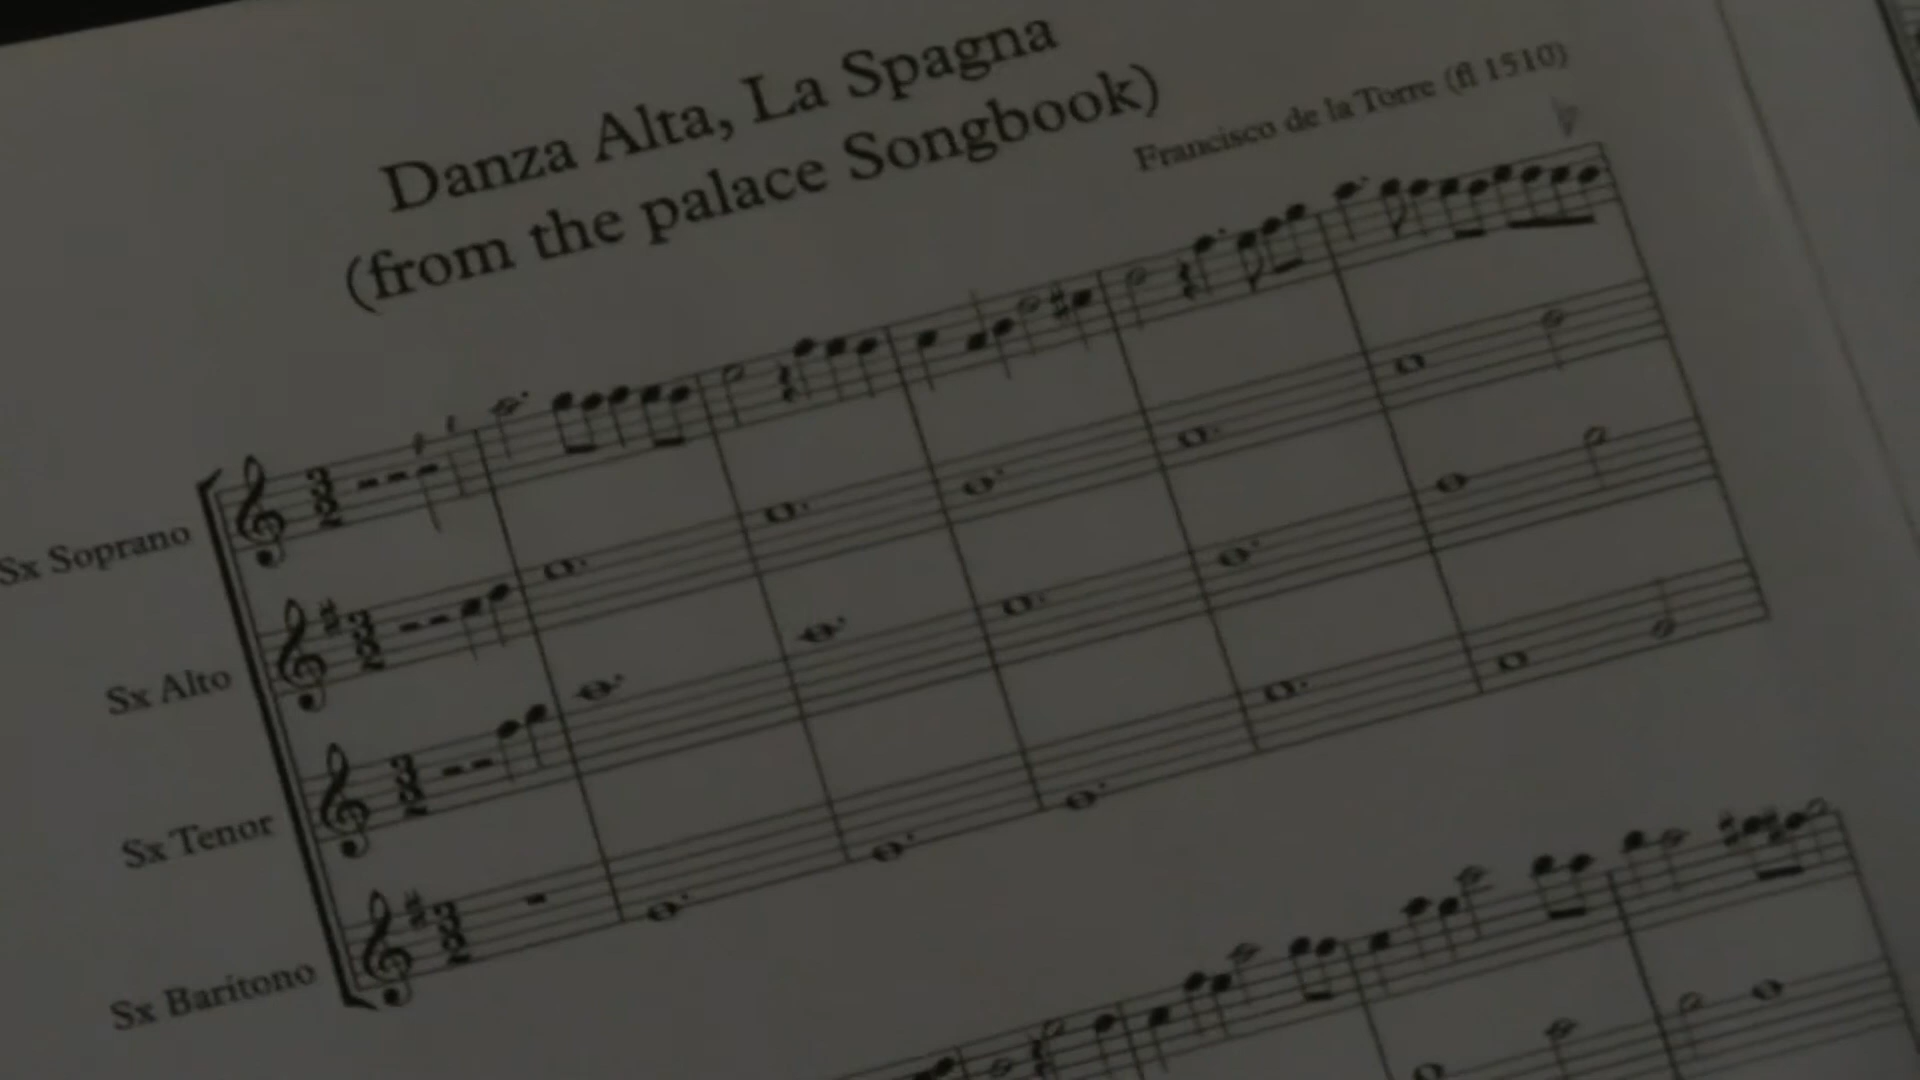 Danza Alta, La Spagna
(from the palace Songbook)
Francisco de la Torre (fl 1510)
Sx Soprano
Sx Alto
Sx Tenor
Sx Barítono